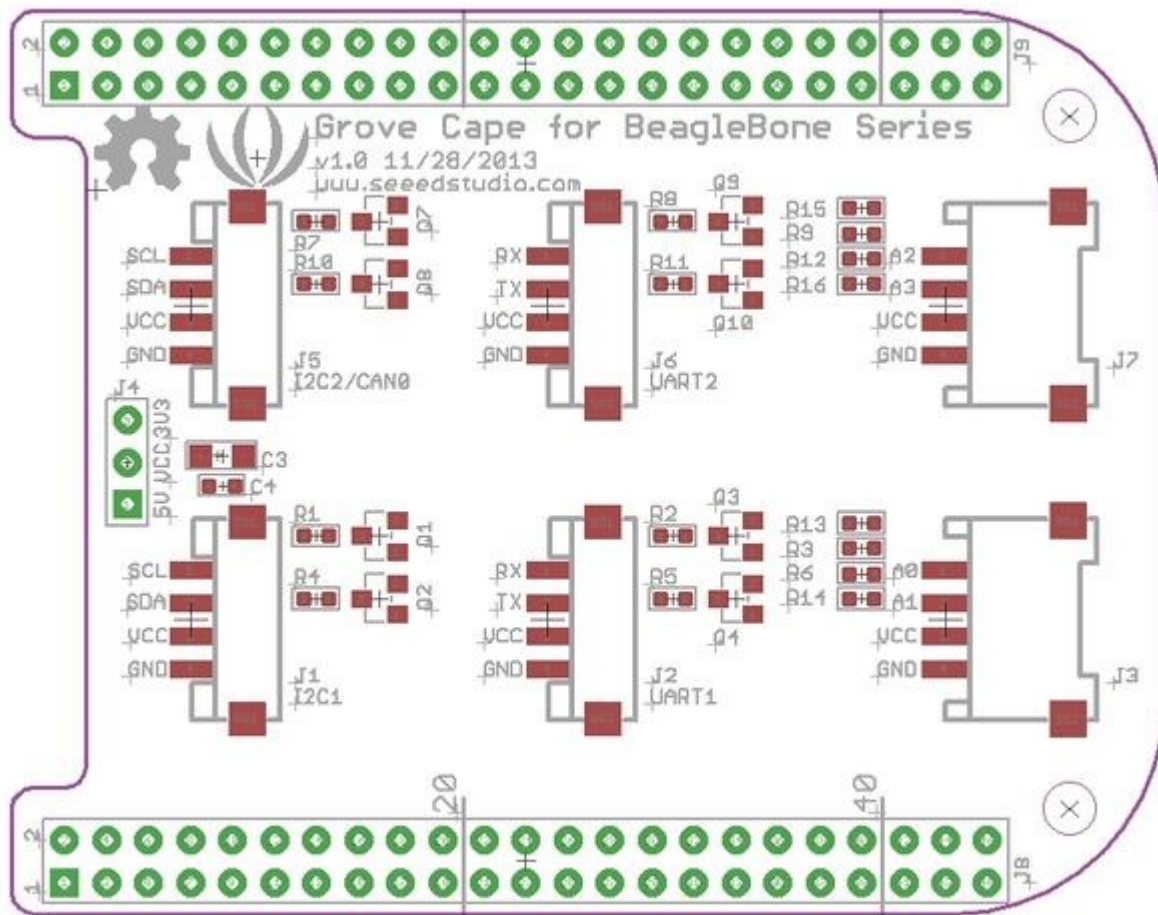 2
J9
1
Grove Cape for BeagleBone Series
v1.0 11/28/2013
www.seeedstudio.com
R7
Q7
R10
Q8
SCL
SDA
VCC
GND
J5
I2C2/CAN0
R8
Q9
R11
Q10
RX
TX
VCC
GND
J6
UART2
R15
R9
R12
R16
A2
A3
VCC
GND
J7
J4
3V3
VCC
5V
C3
C4
R1
Q1
R4
Q2
SCL
SDA
VCC
GND
J1
I2C1
R2
Q3
R5
Q4
RX
TX
VCC
GND
J2
UART1
R13
R3
R6
R14
A0
A1
VCC
GND
J3
20
40
2
1
J8